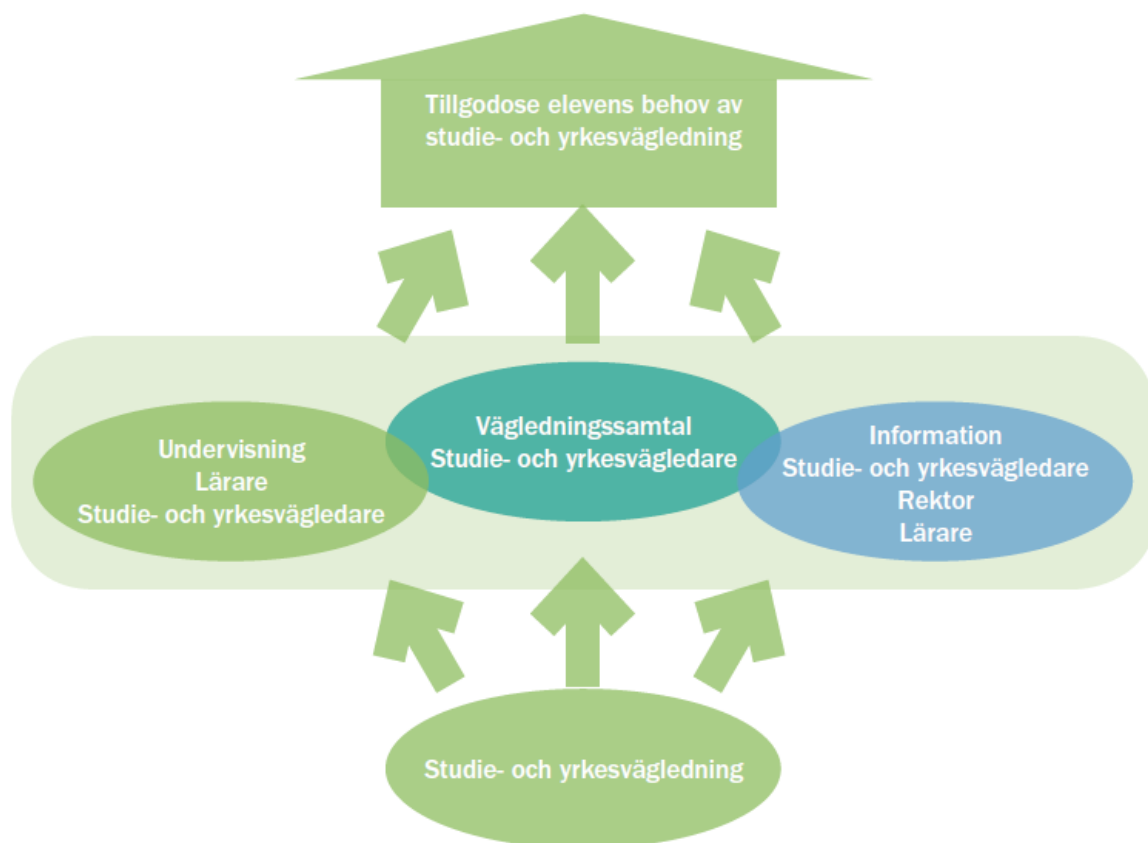 Tillgodose elevens behov av
studie- och yrkesvägledning
Undervisning
Lärare
Studie- och yrkesvägledare
Vägledningssamtal
Studie- och yrkesvägledare
Information
Studie- och yrkesvägledare
Rektor
Lärare
Studie- och yrkesvägledning